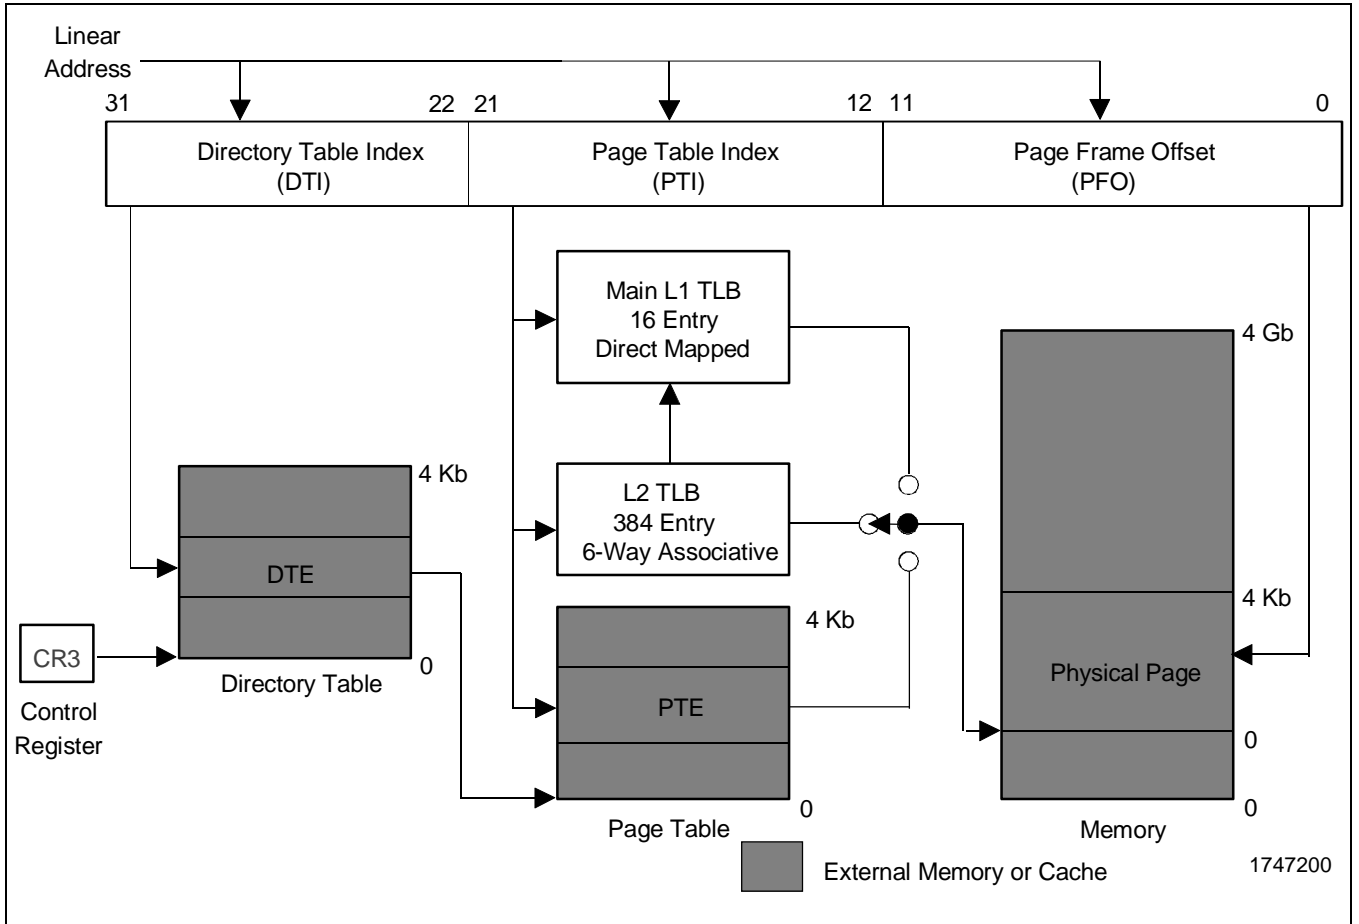 Linear
Address
31
22
21
12
11
0
Directory Table Index
(DTI)
Page Table Index
(PTI)
Page Frame Offset
(PFO)
Main L1 TLB
16 Entry
Direct Mapped
4 Gb
4 Kb
L2 TLB
384 Entry
6-Way Associative
DTE
4 Kb
4 Kb
CR3
0
Directory Table
Physical Page
Control
Register
PTE
0
0
0
Page Table
Memory
External Memory or Cache
1747200